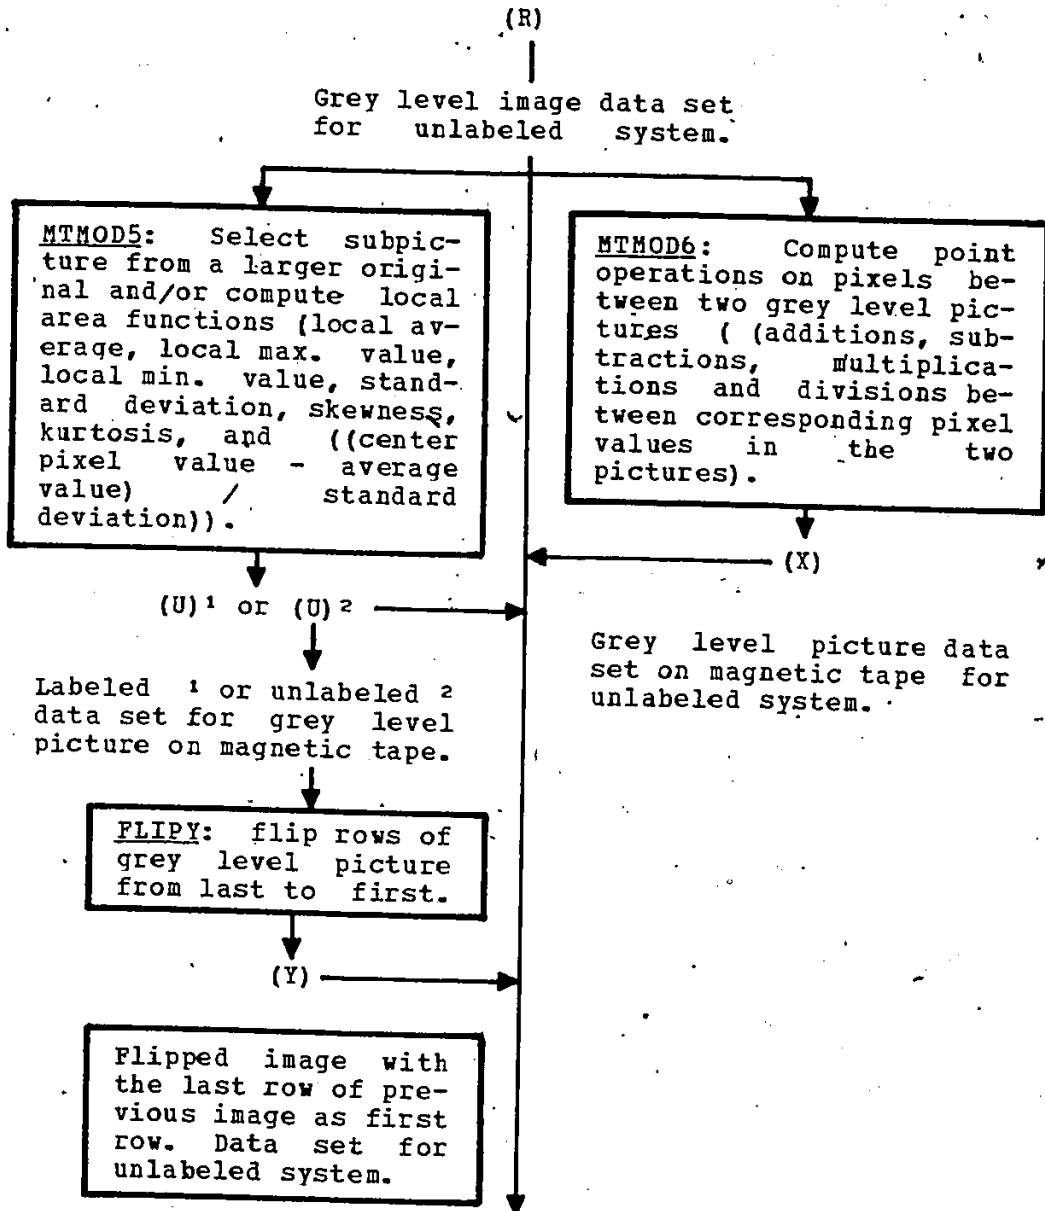 (R)
Grey level image data set
for unlabeled system.
MTMOD5: Select subpic-
ture from a larger origi-
nal and/or compute local
area functions (local av-
erage, local max. value,
local min. value, stand-
ard deviation, skewness,
kurtosis, and ((center
pixel value - average
value) / standard
deviation)).
MTMOD6: Compute point
operations on pixels be-
tween two grey level pic-
tures ( (additions, sub-
tractions, multiplica-
tions and divisions be-
tween corresponding pixel
values in the two
pictures).
(X)
(U)¹ or (U)²
Grey level picture data
set on magnetic tape for
unlabeled system.
Labeled ¹ or unlabeled ²
data set for grey level
picture on magnetic tape.
FLIPY: flip rows of
grey level picture
from last to first.
(Y)
Flipped image with
the last row of pre-
vious image as first
row. Data set for
unlabeled system.